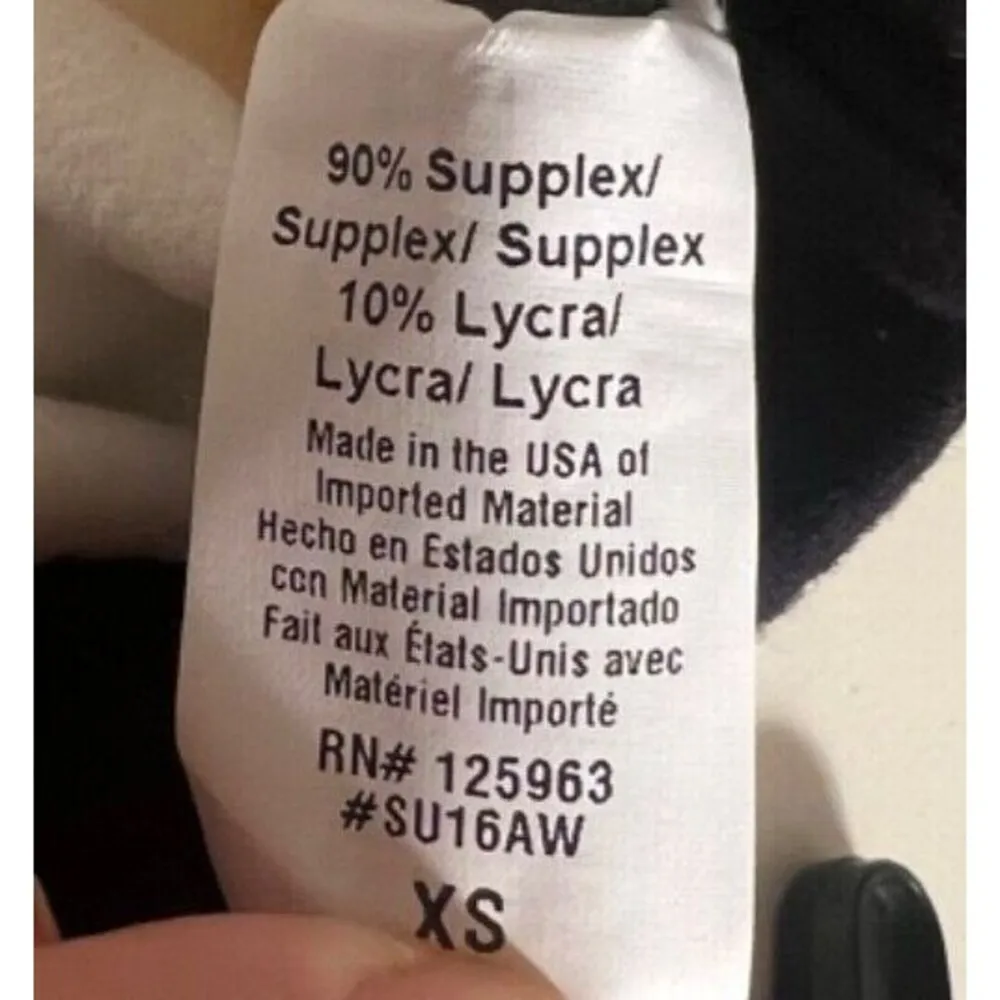 90% Supplex/
Supplex/ Supplex
10% Lycra/
Lycra/ Lycra
Made in the USA of
Imported Material
Hecho en Estados Unidos
con Material Importado
Fait aux États-Unis avec
Matériel Importé
RN# 125963
#SU16AW
XS